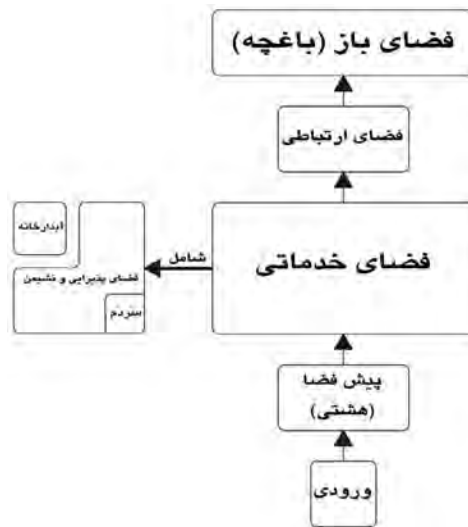 فضای باز (باغچه)
فضای ارتباطی
آبدارخانه
شامل
فضای خدماتی
فضای پذیرایی و نشیمن
سردم
پیش فضا
(هشتی)
ورودی